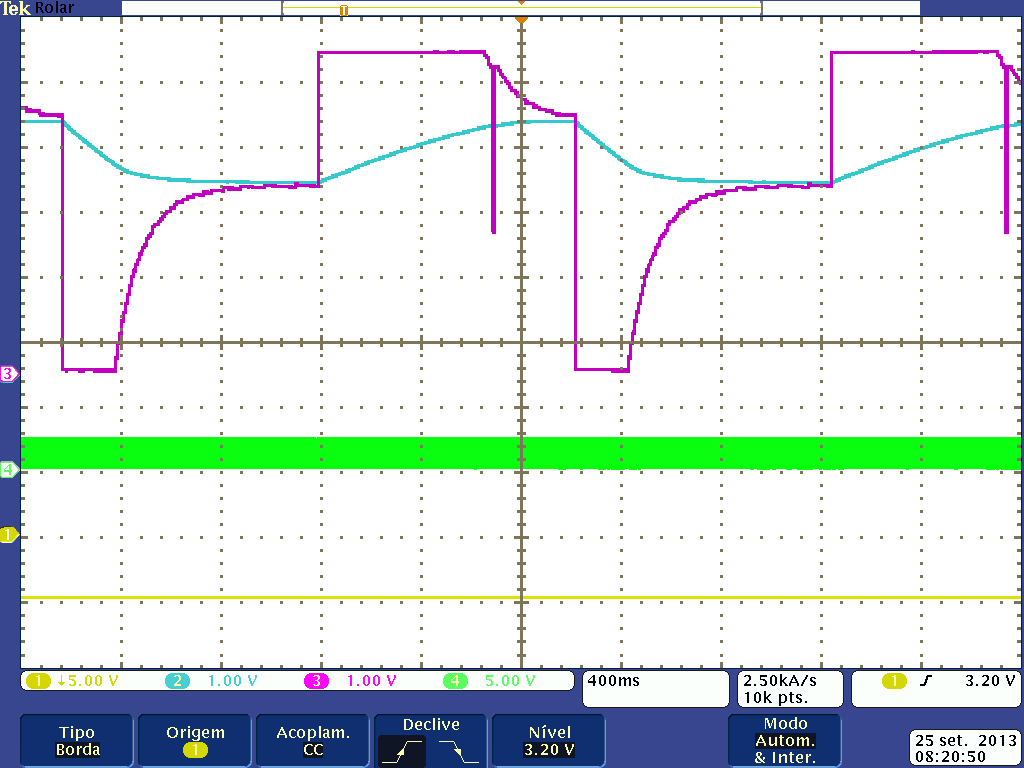 Tek Rolar
T
3
4
1
1 ↓5.00 V 2 1.00 V 3 1.00 V 4 5.00 V
400ms
2.50kA/s
10k pts.
1 3.20 V
Tipo
Borda
Origem
1
Acoplam.
CC
Declive
Nível
3.20 V
Modo
Autom.
& Inter.
25 set. 2013
08:20:50